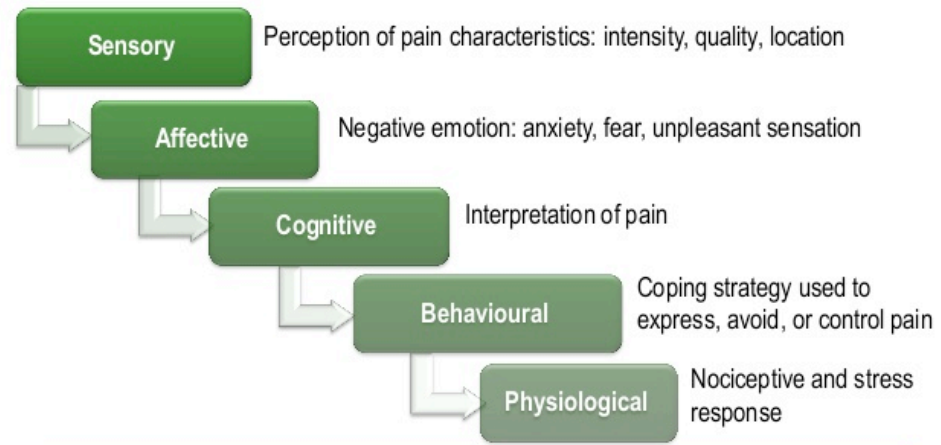 Sensory
Perception of pain characteristics: intensity, quality, location
Affective
Negative emotion: anxiety, fear, unpleasant sensation
Cognitive
Interpretation of pain
Behavioural
Coping strategy used to
express, avoid, or control pain
Physiological
Nociceptive and stress
response